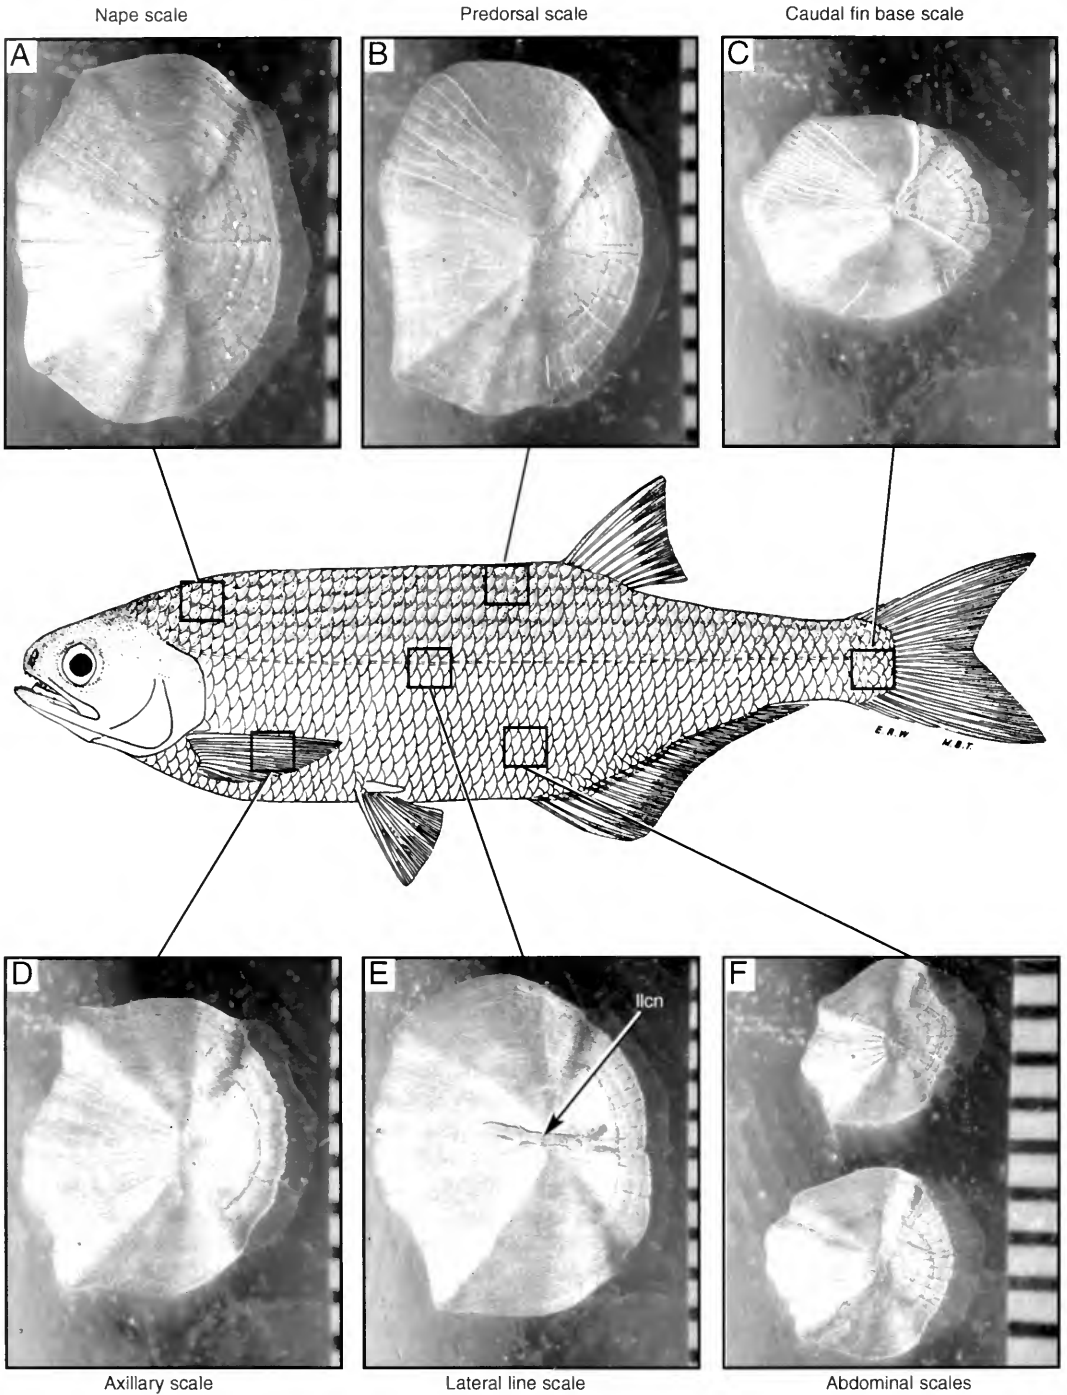 Nape scale
Predorsal scale
Caudal fin base scale
A
B
C
E.R.W
M.B.T.
D
E
F
llcn
Axillary scale
Lateral line scale
Abdominal scales